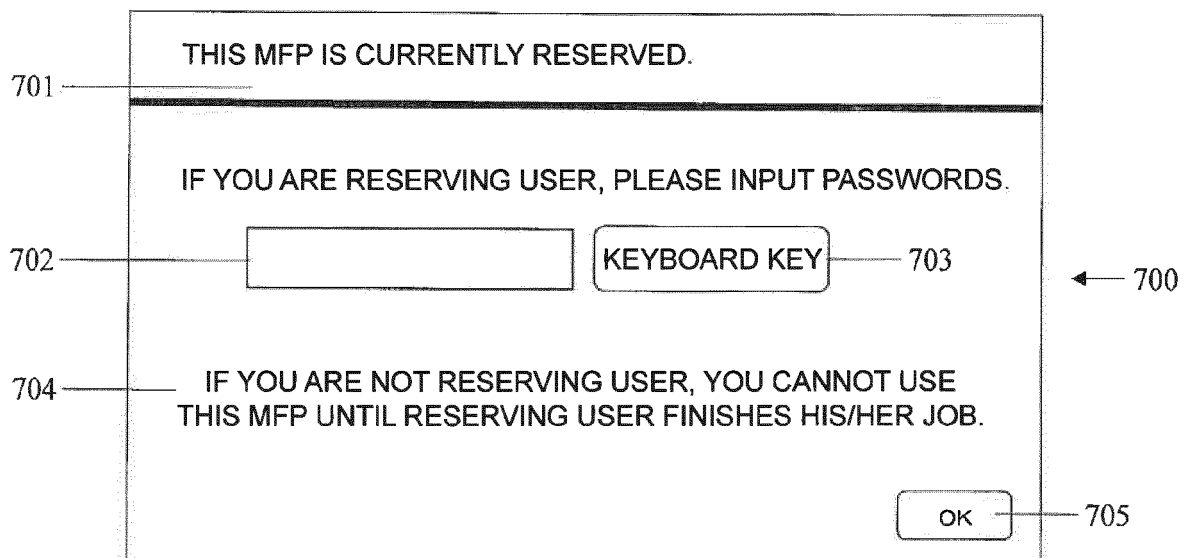 THIS MFP IS CURRENTLY RESERVED.
701
IF YOU ARE RESERVING USER, PLEASE INPUT PASSWORDS.
702
KEYBOARD KEY
703
700
704
IF YOU ARE NOT RESERVING USER, YOU CANNOT USE
THIS MFP UNTIL RESERVING USER FINISHES HIS/HER JOB.
OK
705